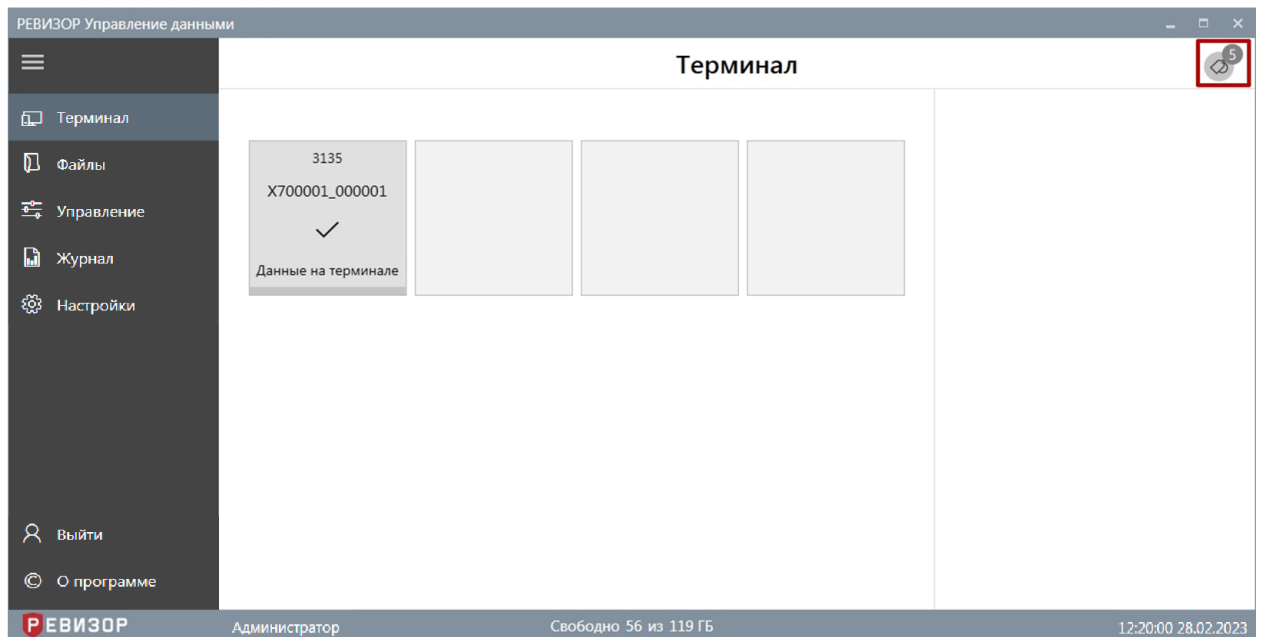 РЕВИЗОР Управление данными
Терминал
5
Терминал
Файлы
Управление
Журнал
Настройки
3135
X700001_000001
Данные на терминале
Выйти
© О программе
РЕВИЗОР
Администратор
Свободно 56 из 119 ГБ
12:20:00 28.02.2023